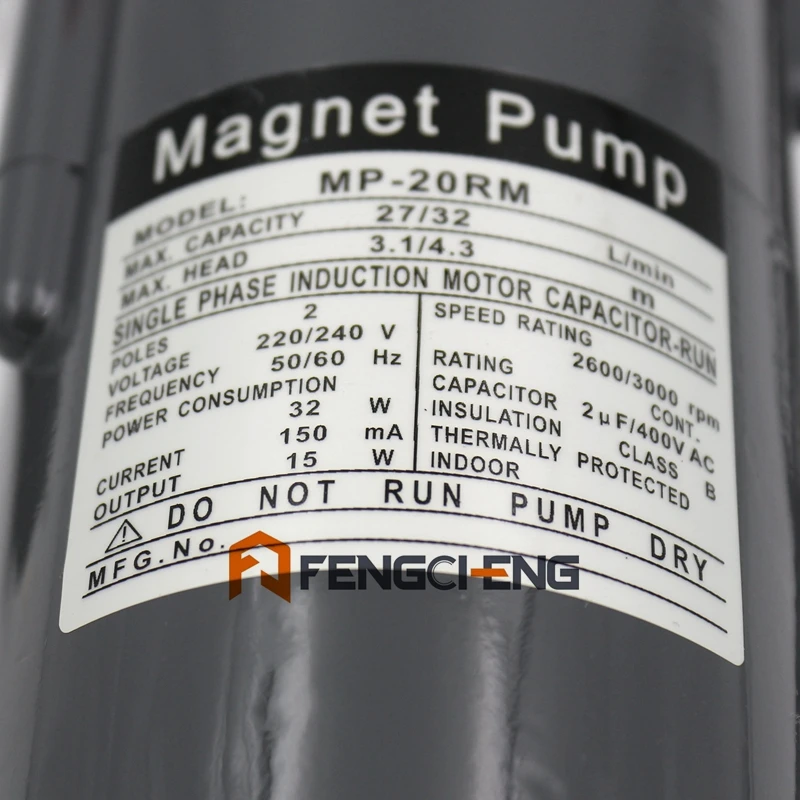 Magnet Pump
MODEL: MP-20RM
MAX. CAPACITY 27/32 L/min
MAX. HEAD 3.1/4.3 m
SINGLE PHASE INDUCTION MOTOR CAPACITOR-RUN
POLES 2
VOLTAGE 220/240 V
FREQUENCY 50/60 Hz
POWER CONSUMPTION
32 W
150 mA
CURRENT
OUTPUT 15 W
SPEED RATING
2600/3000 rpm
RATING CONT.
CAPACITOR 2μF/400V AC
INSULATION CLASS B
THERMALLY PROTECTED
INDOOR
⚠ DO NOT RUN PUMP DRY
MFG.No.
FENGCHENG